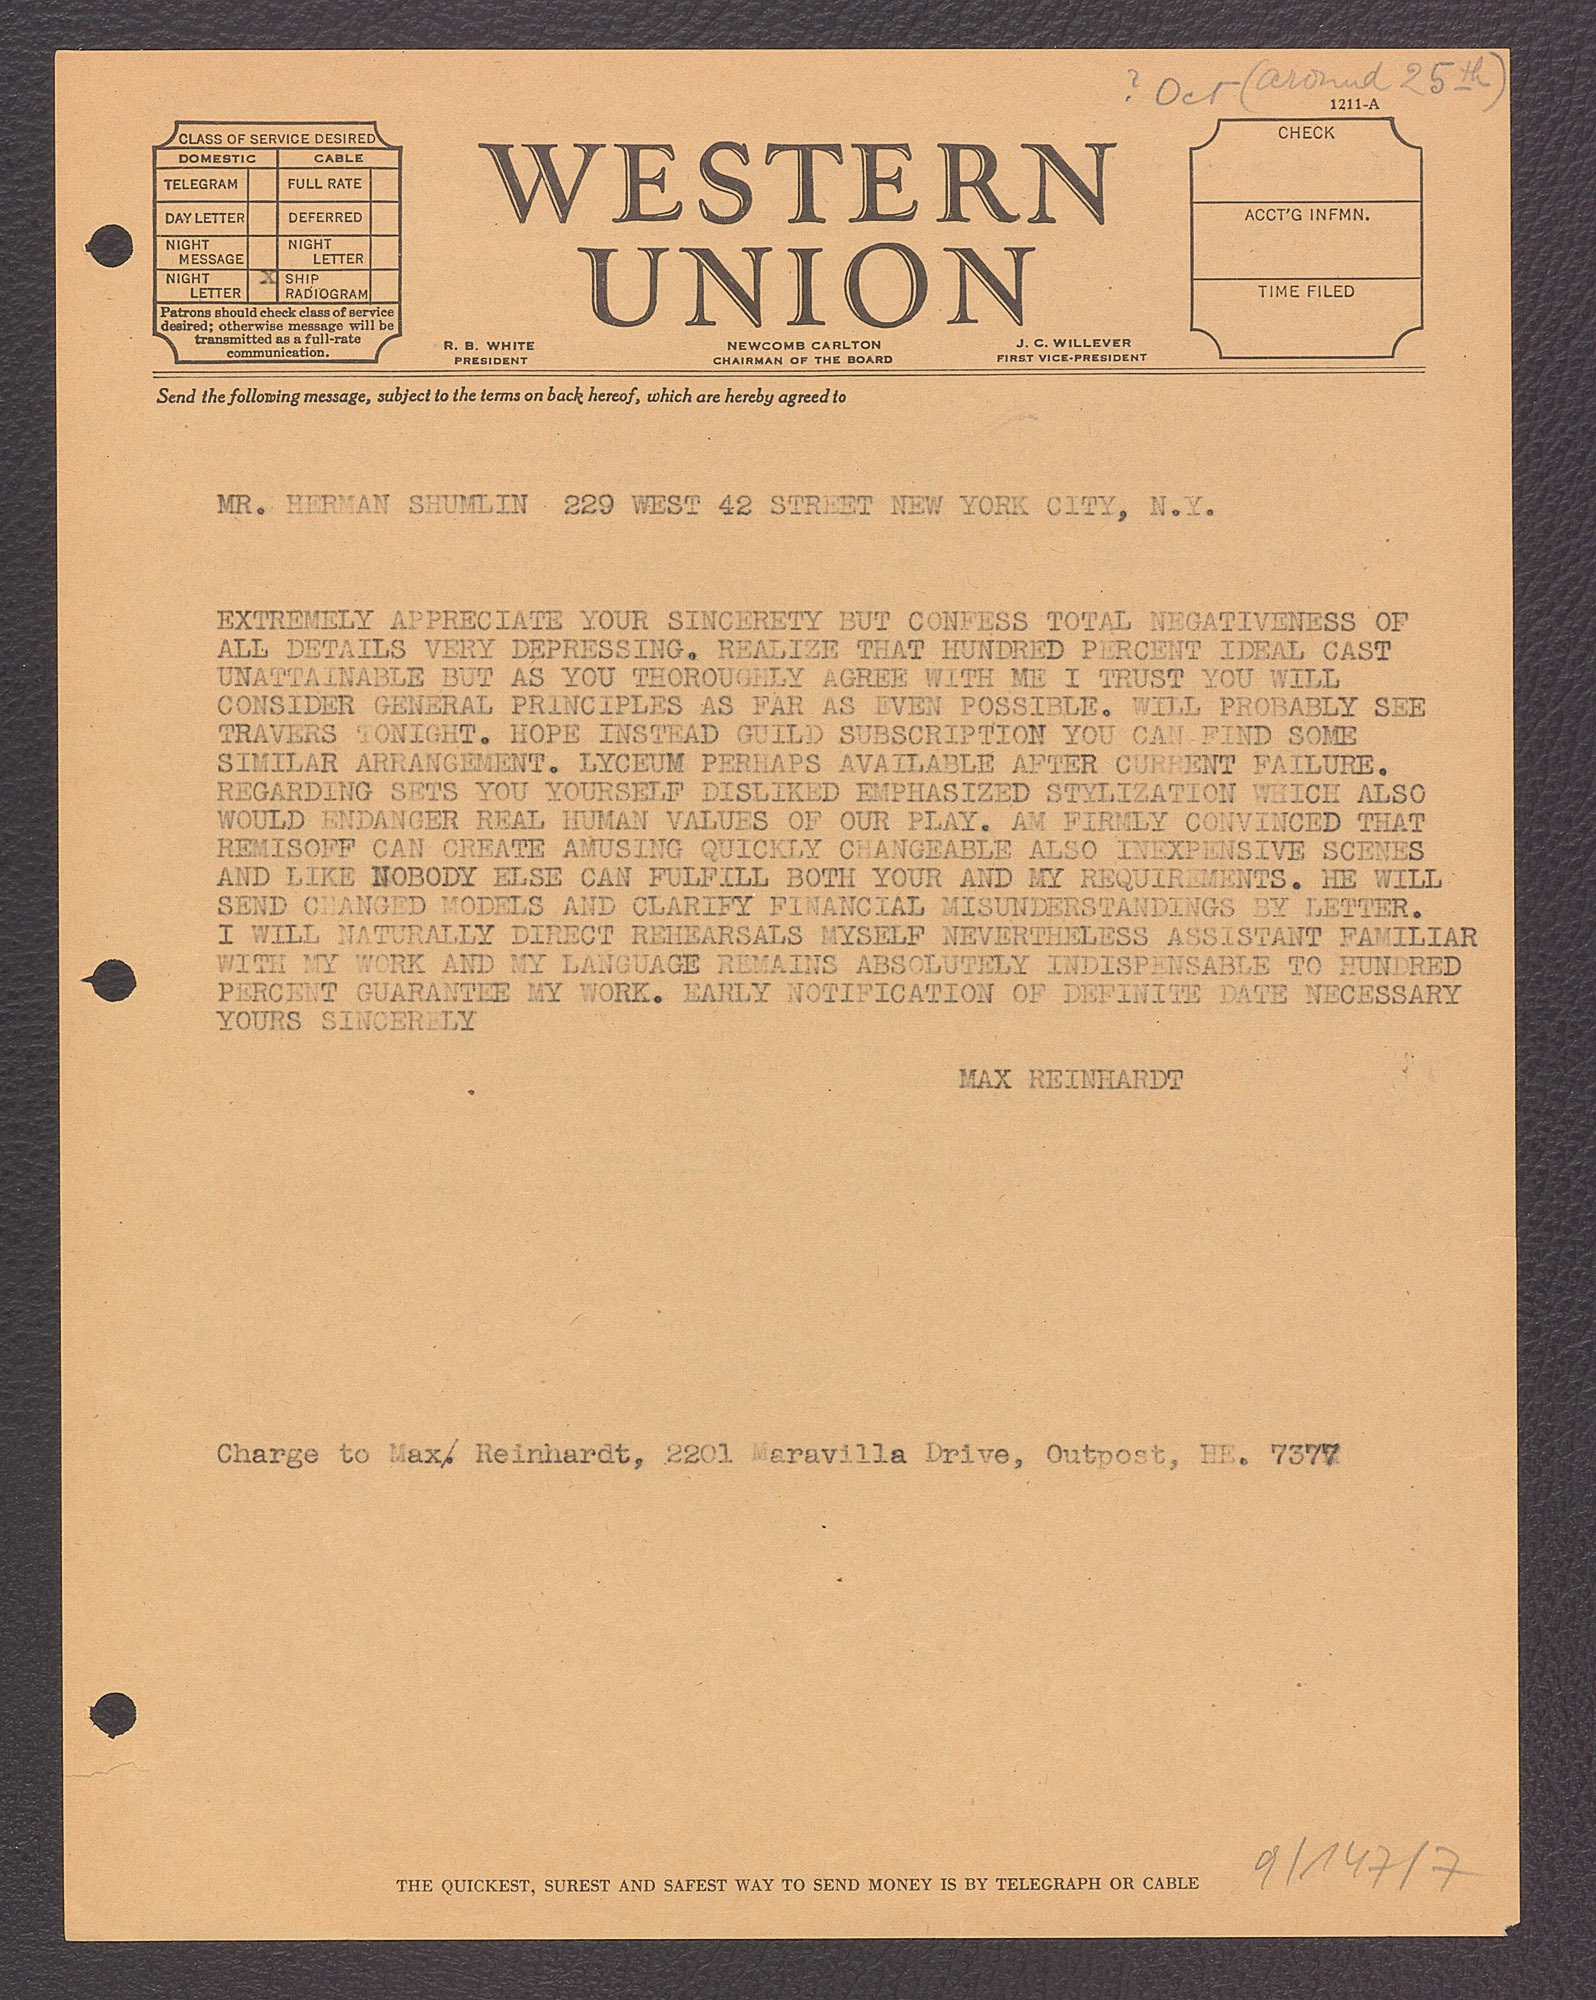 ? Oct (around 25th)
1211-A
CLASS OF SERVICE DESIRED
DOMESTIC CABLE
TELEGRAM FULL RATE
DAY LETTER DEFERRED
NIGHT MESSAGE NIGHT LETTER
NIGHT LETTER X SHIP RADIOGRAM
Patrons should check class of service
desired; otherwise message will be
transmitted as a full-rate
communication.
WESTERN
UNION
R. B. WHITE
PRESIDENT
NEWCOMB CARLTON
CHAIRMAN OF THE BOARD
J. C. WILLEVER
FIRST VICE-PRESIDENT
CHECK
ACCT'G INFMN.
TIME FILED
Send the following message, subject to the terms on back hereof, which are hereby agreed to
MR. HERMAN SHUMLIN 229 WEST 42 STREET NEW YORK CITY, N.Y.
EXTREMELY APPRECIATE YOUR SINCERETY BUT CONFESS TOTAL NEGATIVENESS OF
ALL DETAILS VERY DEPRESSING. REALIZE THAT HUNDRED PERCENT IDEAL CAST
UNATTAINABLE BUT AS YOU THOROUGHLY AGREE WITH ME I TRUST YOU WILL
CONSIDER GENERAL PRINCIPLES AS FAR AS EVEN POSSIBLE. WILL PROBABLY SEE
TRAVERS TONIGHT. HOPE INSTEAD GUILD SUBSCRIPTION YOU CAN FIND SOME
SIMILAR ARRANGEMENT. LYCEUM PERHAPS AVAILABLE AFTER CURRENT FAILURE.
REGARDING SETS YOU YOURSELF DISLIKED EMPHASIZED STYLIZATION WHICH ALSO
WOULD ENDANGER REAL HUMAN VALUES OF OUR PLAY. AM FIRMLY CONVINCED THAT
REMISOFF CAN CREATE AMUSING QUICKLY CHANGEABLE ALSO INEXPENSIVE SCENES
AND LIKE NOBODY ELSE CAN FULFILL BOTH YOUR AND MY REQUIREMENTS. HE WILL
SEND CHANGED MODELS AND CLARIFY FINANCIAL MISUNDERSTANDINGS BY LETTER.
I WILL NATURALLY DIRECT REHEARSALS MYSELF NEVERTHELESS ASSISTANT FAMILIAR
WITH MY WORK AND MY LANGUAGE REMAINS ABSOLUTELY INDISPENSABLE TO HUNDRED
PERCENT GUARANTEE MY WORK. EARLY NOTIFICATION OF DEFINITE DATE NECESSARY
YOURS SINCERELY
MAX REINHARDT
Charge to Max. Reinhardt, 2201 Maravilla Drive, Outpost, HE. 7377
THE QUICKEST, SUREST AND SAFEST WAY TO SEND MONEY IS BY TELEGRAPH OR CABLE
9/147/7